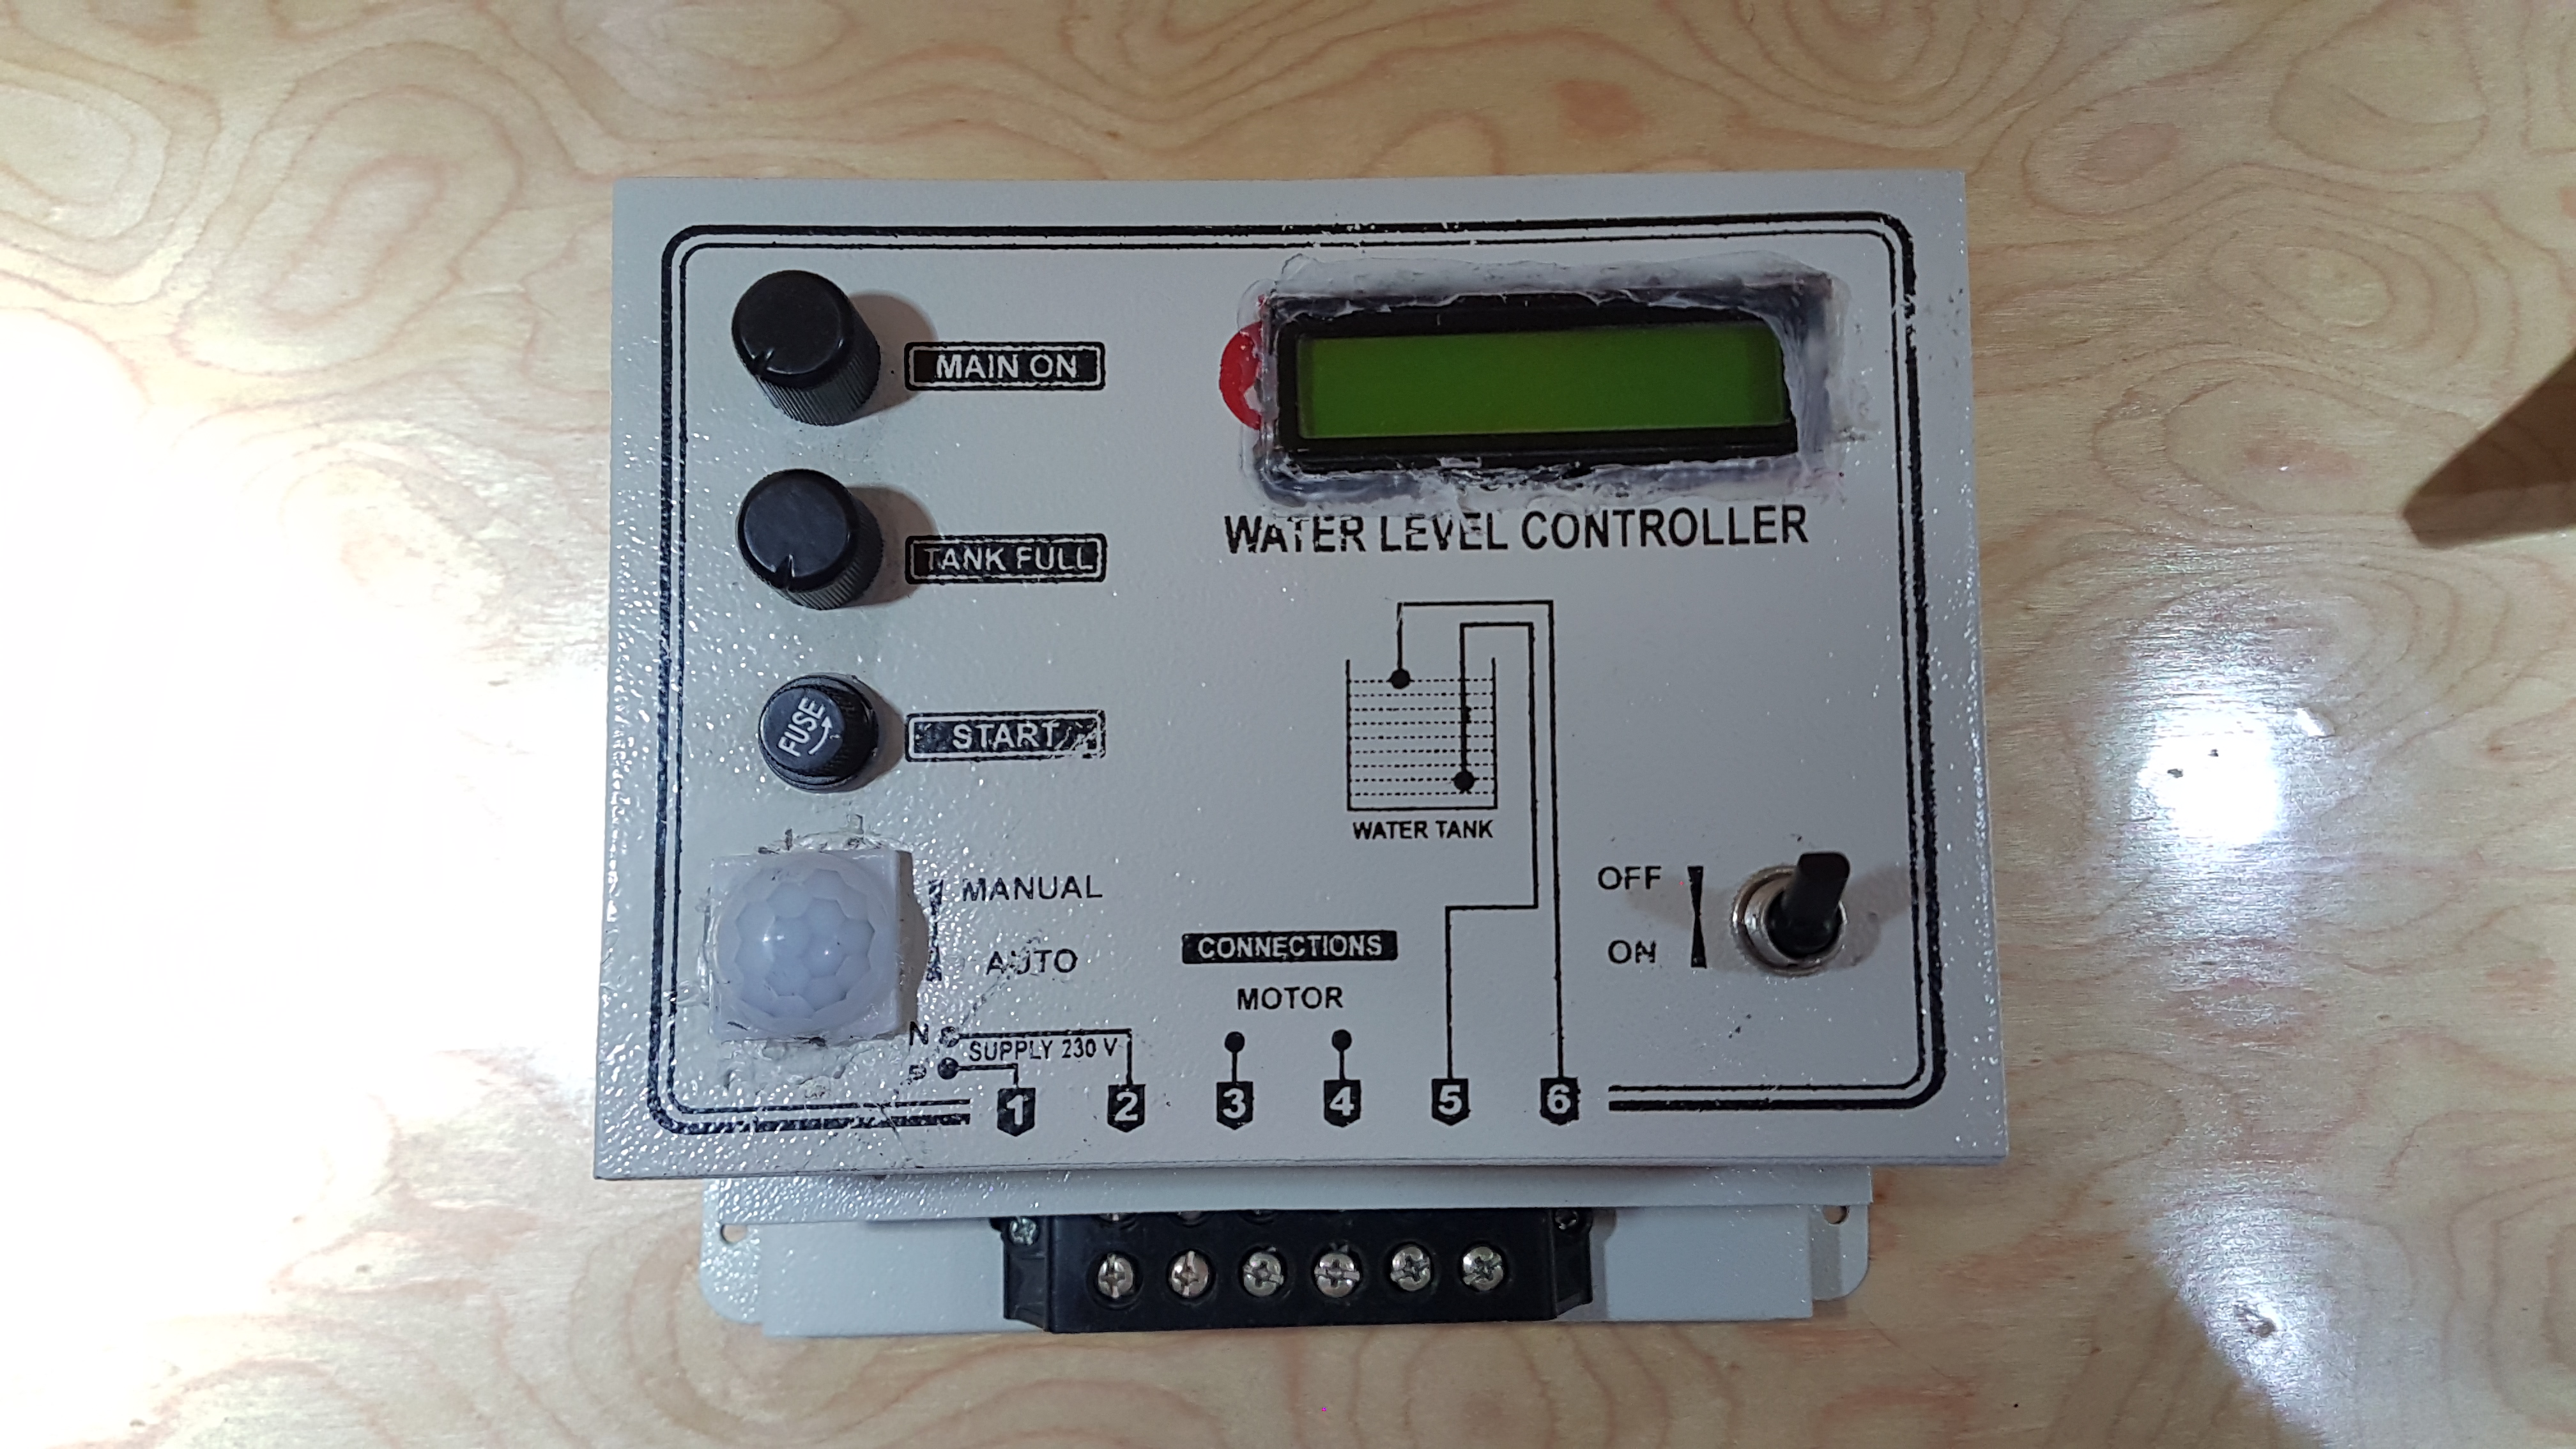 MAIN ON
TANK FULL
WATER LEVEL CONTROLLER
FUSE
START
WATER TANK
MANUAL
AUTO
OFF
ON
CONNECTIONS
MOTOR
N
SUPPLY 230 V
1 2 3 4 5 6